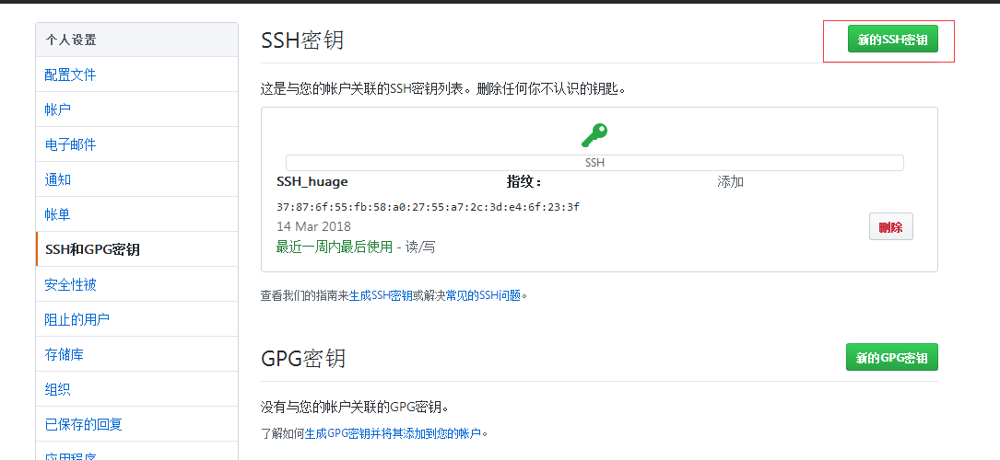 个人设置
配置文件
帐户
电子邮件
通知
帐单
SSH和GPG密钥
安全性被
阻止的用户
存储库
组织
已保存的回复
应用程序
SSH密钥
新的SSH密钥
这是与您的帐户关联的SSH密钥列表。删除任何你不认识的钥匙。
SSH
SSH_huage 指纹： 添加
37:87:6f:55:fb:58:a0:27:55:a7:2c:3d:e4:6f:23:3f
14 Mar 2018
删除
最近一周内最后使用 - 读/写
查看我们的指南来生成SSH密钥或解决常见的SSH问题。
GPG密钥
新的GPG密钥
没有与您的帐户关联的GPG密钥。
了解如何生成GPG密钥并将其添加到您的帐户。